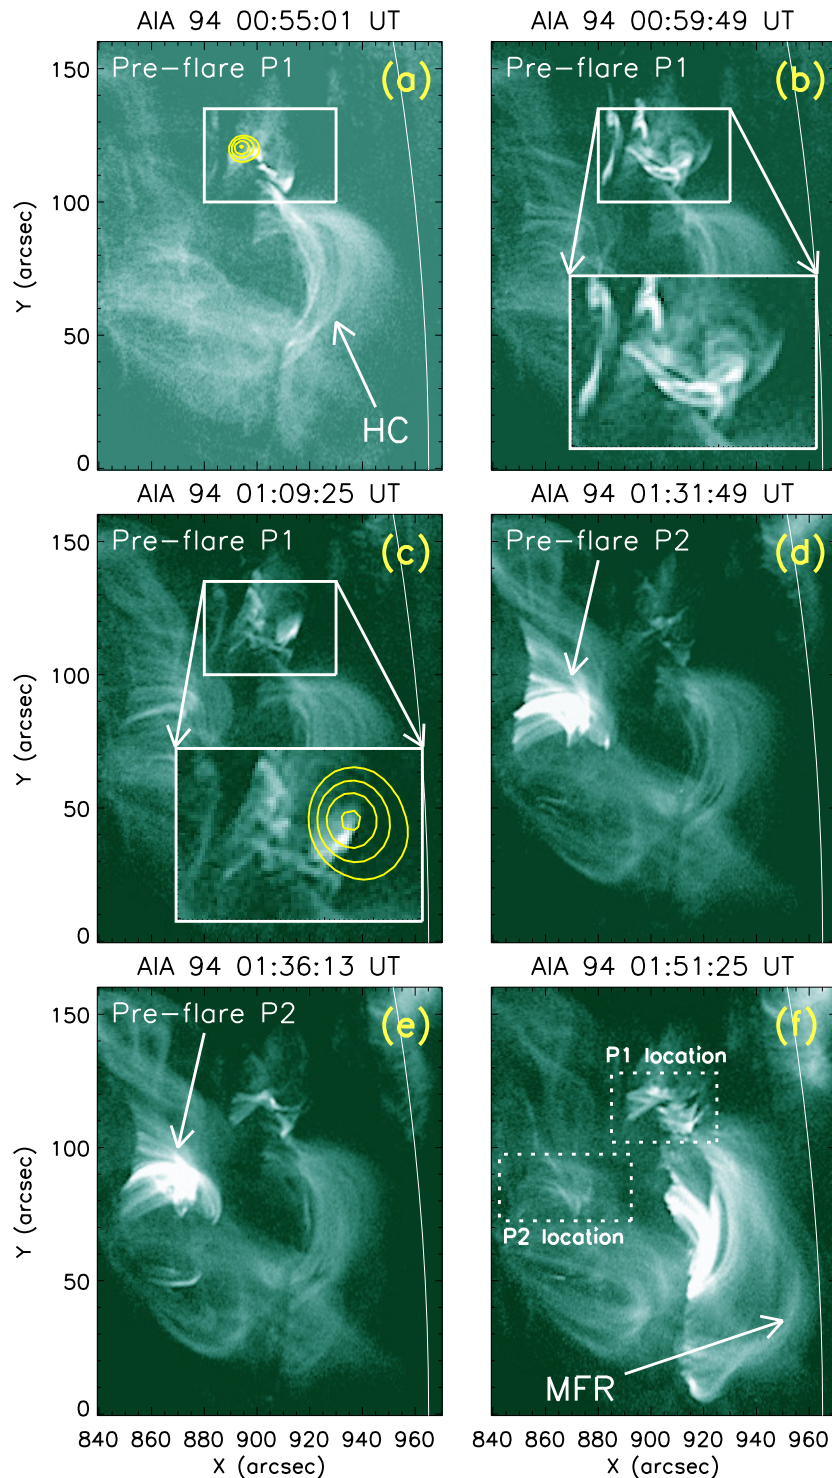 AIA 94 00:55:01 UT
AIA 94 00:59:49 UT
Pre-flare P1
(a)
Pre-flare P1
(b)
HC
150
100
50
0
Y (arcsec)
AIA 94 01:09:25 UT
AIA 94 01:31:49 UT
Pre-flare P1
(c)
Pre-flare P2
(d)
150
100
50
0
Y (arcsec)
AIA 94 01:36:13 UT
AIA 94 01:51:25 UT
Pre-flare P2
(e)
(f)
P1 location
P2 location
MFR
150
100
50
0
Y (arcsec)
840 860 880 900 920 940 960
840 860 880 900 920 940 960
X (arcsec)
X (arcsec)